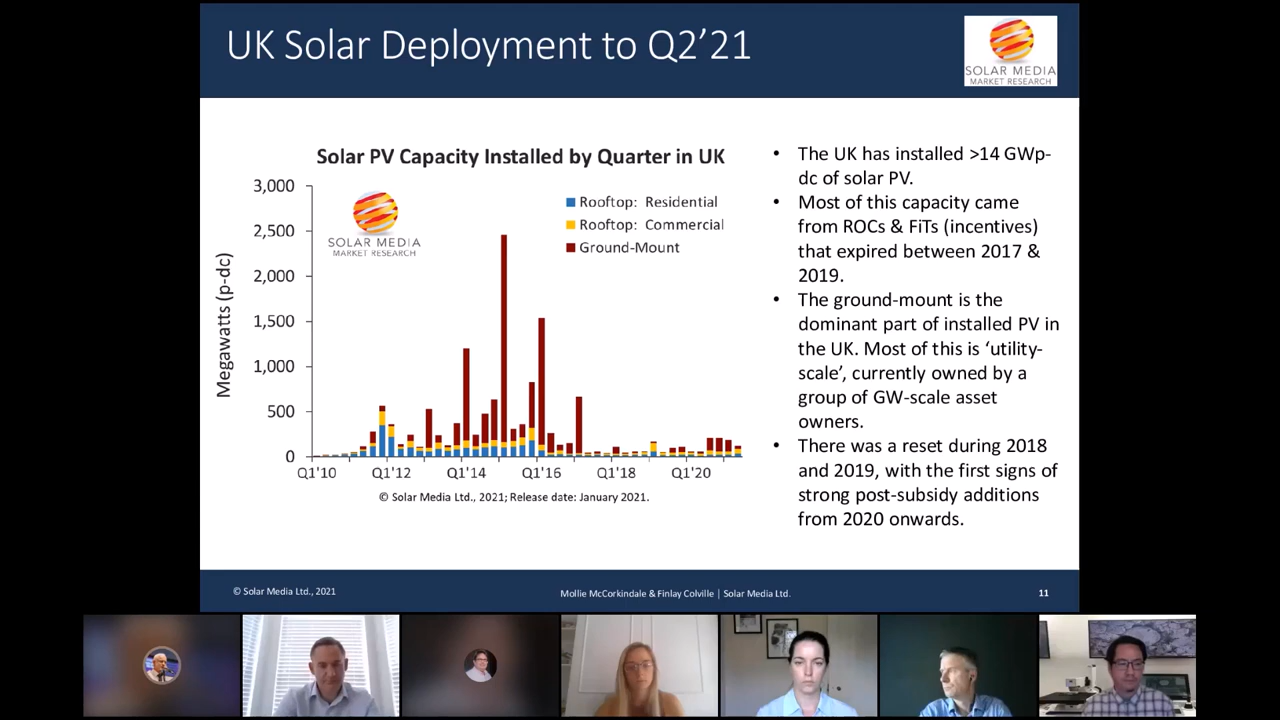 UK Solar Deployment to Q2’21
SOLAR MEDIA
MARKET RESEARCH
Solar PV Capacity Installed by Quarter in UK
Megawatts (p-dc)
3,000
2,500
2,000
1,500
1,000
500
0
SOLAR MEDIA
MARKET RESEARCH
Rooftop: Residential
Rooftop: Commercial
Ground-Mount
Q1'10
Q1'12
Q1'14
Q1'16
Q1'18
Q1'20
© Solar Media Ltd., 2021; Release date: January 2021.
• The UK has installed >14 GWp-
dc of solar PV.
• Most of this capacity came
from ROCs & FiTs (incentives)
that expired between 2017 &
2019.
• The ground-mount is the
dominant part of installed PV in
the UK. Most of this is ‘utility-
scale’, currently owned by a
group of GW-scale asset
owners.
• There was a reset during 2018
and 2019, with the first signs of
strong post-subsidy additions
from 2020 onwards.
© Solar Media Ltd., 2021
Mollie McCorkindale & Finlay Colville | Solar Media Ltd.
11